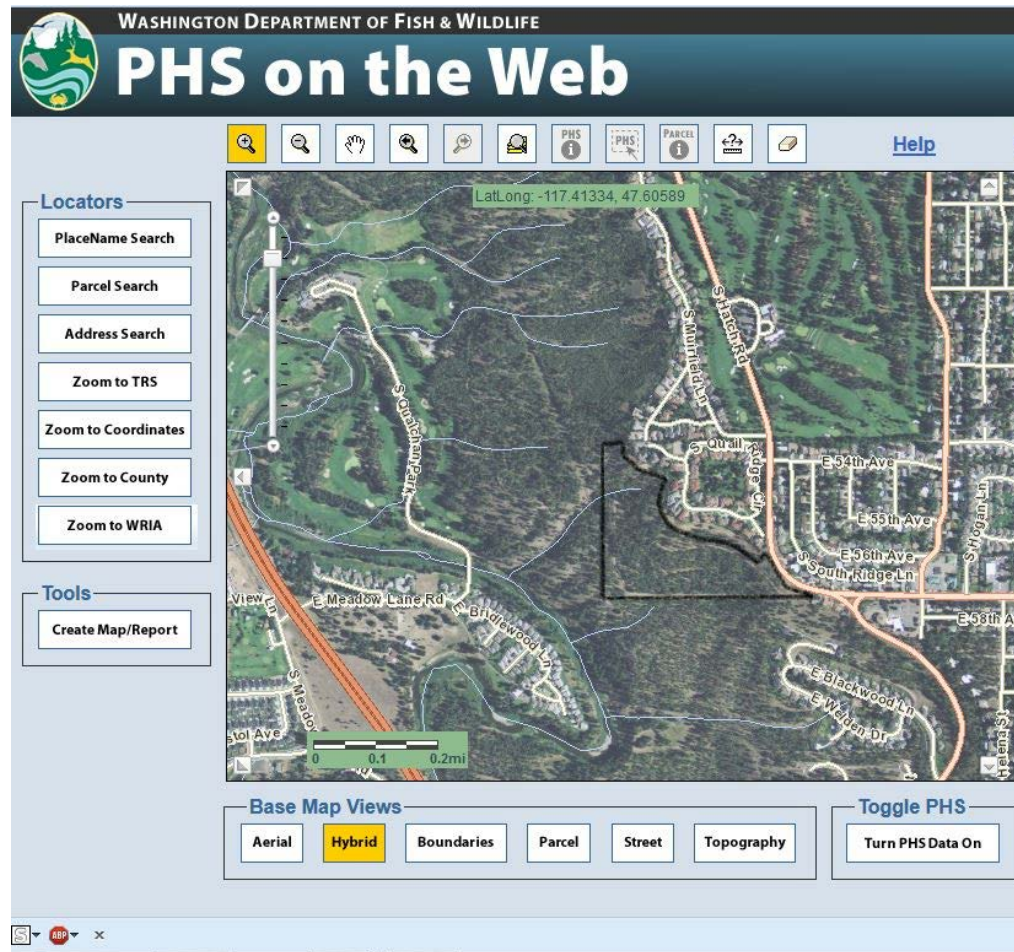 WASHINGTON DEPARTMENT OF FISH & WILDLIFE
PHS on the Web
PHS
PHS
PARCEL
Help
Locators
PlaceName Search
Parcel Search
Address Search
Zoom to TRS
Zoom to Coordinates
Zoom to County
Zoom to WRIA
Tools
Create Map/Report
LatLong: -117.41334, 47.60589
S Hatch Rd
S Muirfield Ln
S Qualchan Park
S Quail Ridge Cir
E 54th Ave
E 55th Ave
S Hogan Ln
E 56th Ave
S South Ridge Ln
View Ln
E Meadow Lane Rd
E Bridlewood Ln
E 58th A
S Meado
E Blackwood Ln
E Welden Dr
Helena St
stol Ave
0 0.1 0.2mi
Base Map Views
Aerial
Hybrid
Boundaries
Parcel
Street
Topography
Toggle PHS
Turn PHS Data On
S
ABP
x